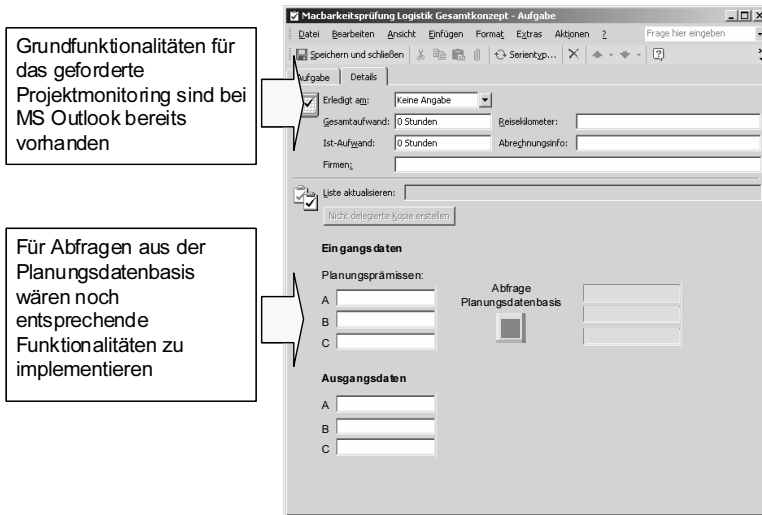 Grundfunktionalitäten für
das geforderte
Projektmonitoring sind bei
MS Outlook bereits
vorhanden
Für Abfragen aus der
Planungsdatenbasis
wären noch
entsprechende
Funktionalitäten zu
implementieren
Macbarkeitsprüfung Logistik Gesamtkonzept - Aufgabe
Datei Bearbeiten Ansicht Einfügen Format Extras Aktionen ? Frage hier eingeben
Speichern und schließen Serientyp...
Aufgabe Details
Erledigt am: Keine Angabe
Gesamtaufwand: 0 Stunden Reisekilometer:
Ist-Aufwand: 0 Stunden Abrechnungsinfo:
Firmen:
Liste aktualisieren:
Nicht delegierte Kopie erstellen
Eingangsdaten
Planungsprämissen:
Abfrage
Planungsdatenbasis
A
B
C
Ausgangsdaten
A
B
C